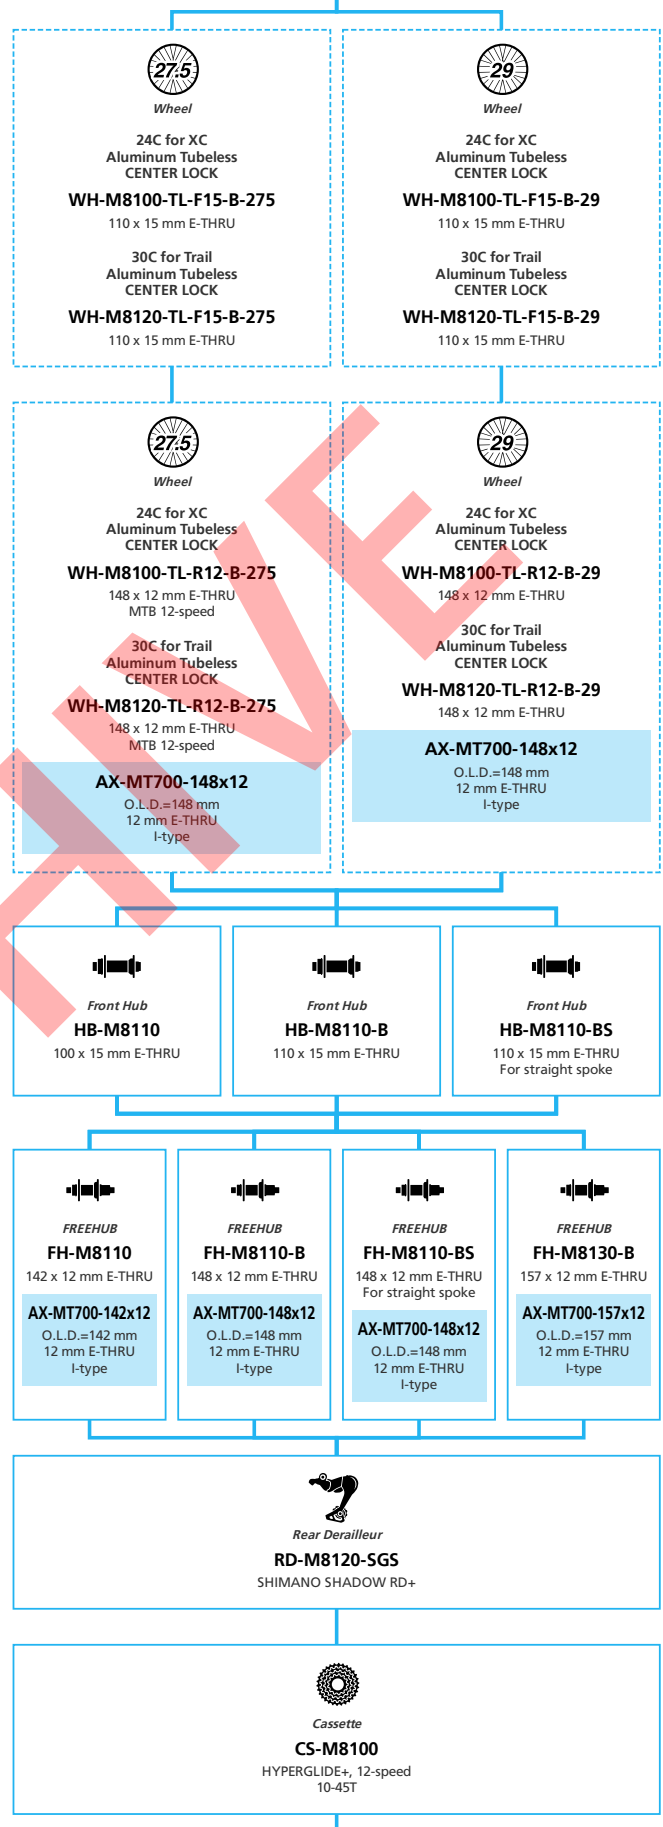 27.5
Wheel
24C for XC
Aluminum Tubeless
CENTER LOCK
WH-M8100-TL-F15-B-275
110 x 15 mm E-THRU
30C for Trail
Aluminum Tubeless
CENTER LOCK
WH-M8120-TL-F15-B-275
110 x 15 mm E-THRU
29
Wheel
24C for XC
Aluminum Tubeless
CENTER LOCK
WH-M8100-TL-F15-B-29
110 x 15 mm E-THRU
30C for Trail
Aluminum Tubeless
CENTER LOCK
WH-M8120-TL-F15-B-29
110 x 15 mm E-THRU
27.5
Wheel
24C for XC
Aluminum Tubeless
CENTER LOCK
WH-M8100-TL-R12-B-275
148 x 12 mm E-THRU
MTB 12-speed
30C for Trail
Aluminum Tubeless
CENTER LOCK
WH-M8120-TL-R12-B-275
148 x 12 mm E-THRU
MTB 12-speed
AX-MT700-148x12
O.L.D.=148 mm
12 mm E-THRU
I-type
29
Wheel
24C for XC
Aluminum Tubeless
CENTER LOCK
WH-M8100-TL-R12-B-29
148 x 12 mm E-THRU
30C for Trail
Aluminum Tubeless
CENTER LOCK
WH-M8120-TL-R12-B-29
148 x 12 mm E-THRU
AX-MT700-148x12
O.L.D.=148 mm
12 mm E-THRU
I-type
HIVE
Front Hub
HB-M8110
100 x 15 mm E-THRU
Front Hub
HB-M8110-B
110 x 15 mm E-THRU
Front Hub
HB-M8110-BS
110 x 15 mm E-THRU
For straight spoke
FREEHUB
FH-M8110
142 x 12 mm E-THRU
AX-MT700-142x12
O.L.D.=142 mm
12 mm E-THRU
I-type
FREEHUB
FH-M8110-B
148 x 12 mm E-THRU
AX-MT700-148x12
O.L.D.=148 mm
12 mm E-THRU
I-type
FREEHUB
FH-M8110-BS
148 x 12 mm E-THRU
For straight spoke
AX-MT700-148x12
O.L.D.=148 mm
12 mm E-THRU
I-type
FREEHUB
FH-M8130-B
157 x 12 mm E-THRU
AX-MT700-157x12
O.L.D.=157 mm
12 mm E-THRU
I-type
Rear Derailleur
RD-M8120-SGS
SHIMANO SHADOW RD+
Cassette
CS-M8100
HYPERGLIDE+, 12-speed
10-45T